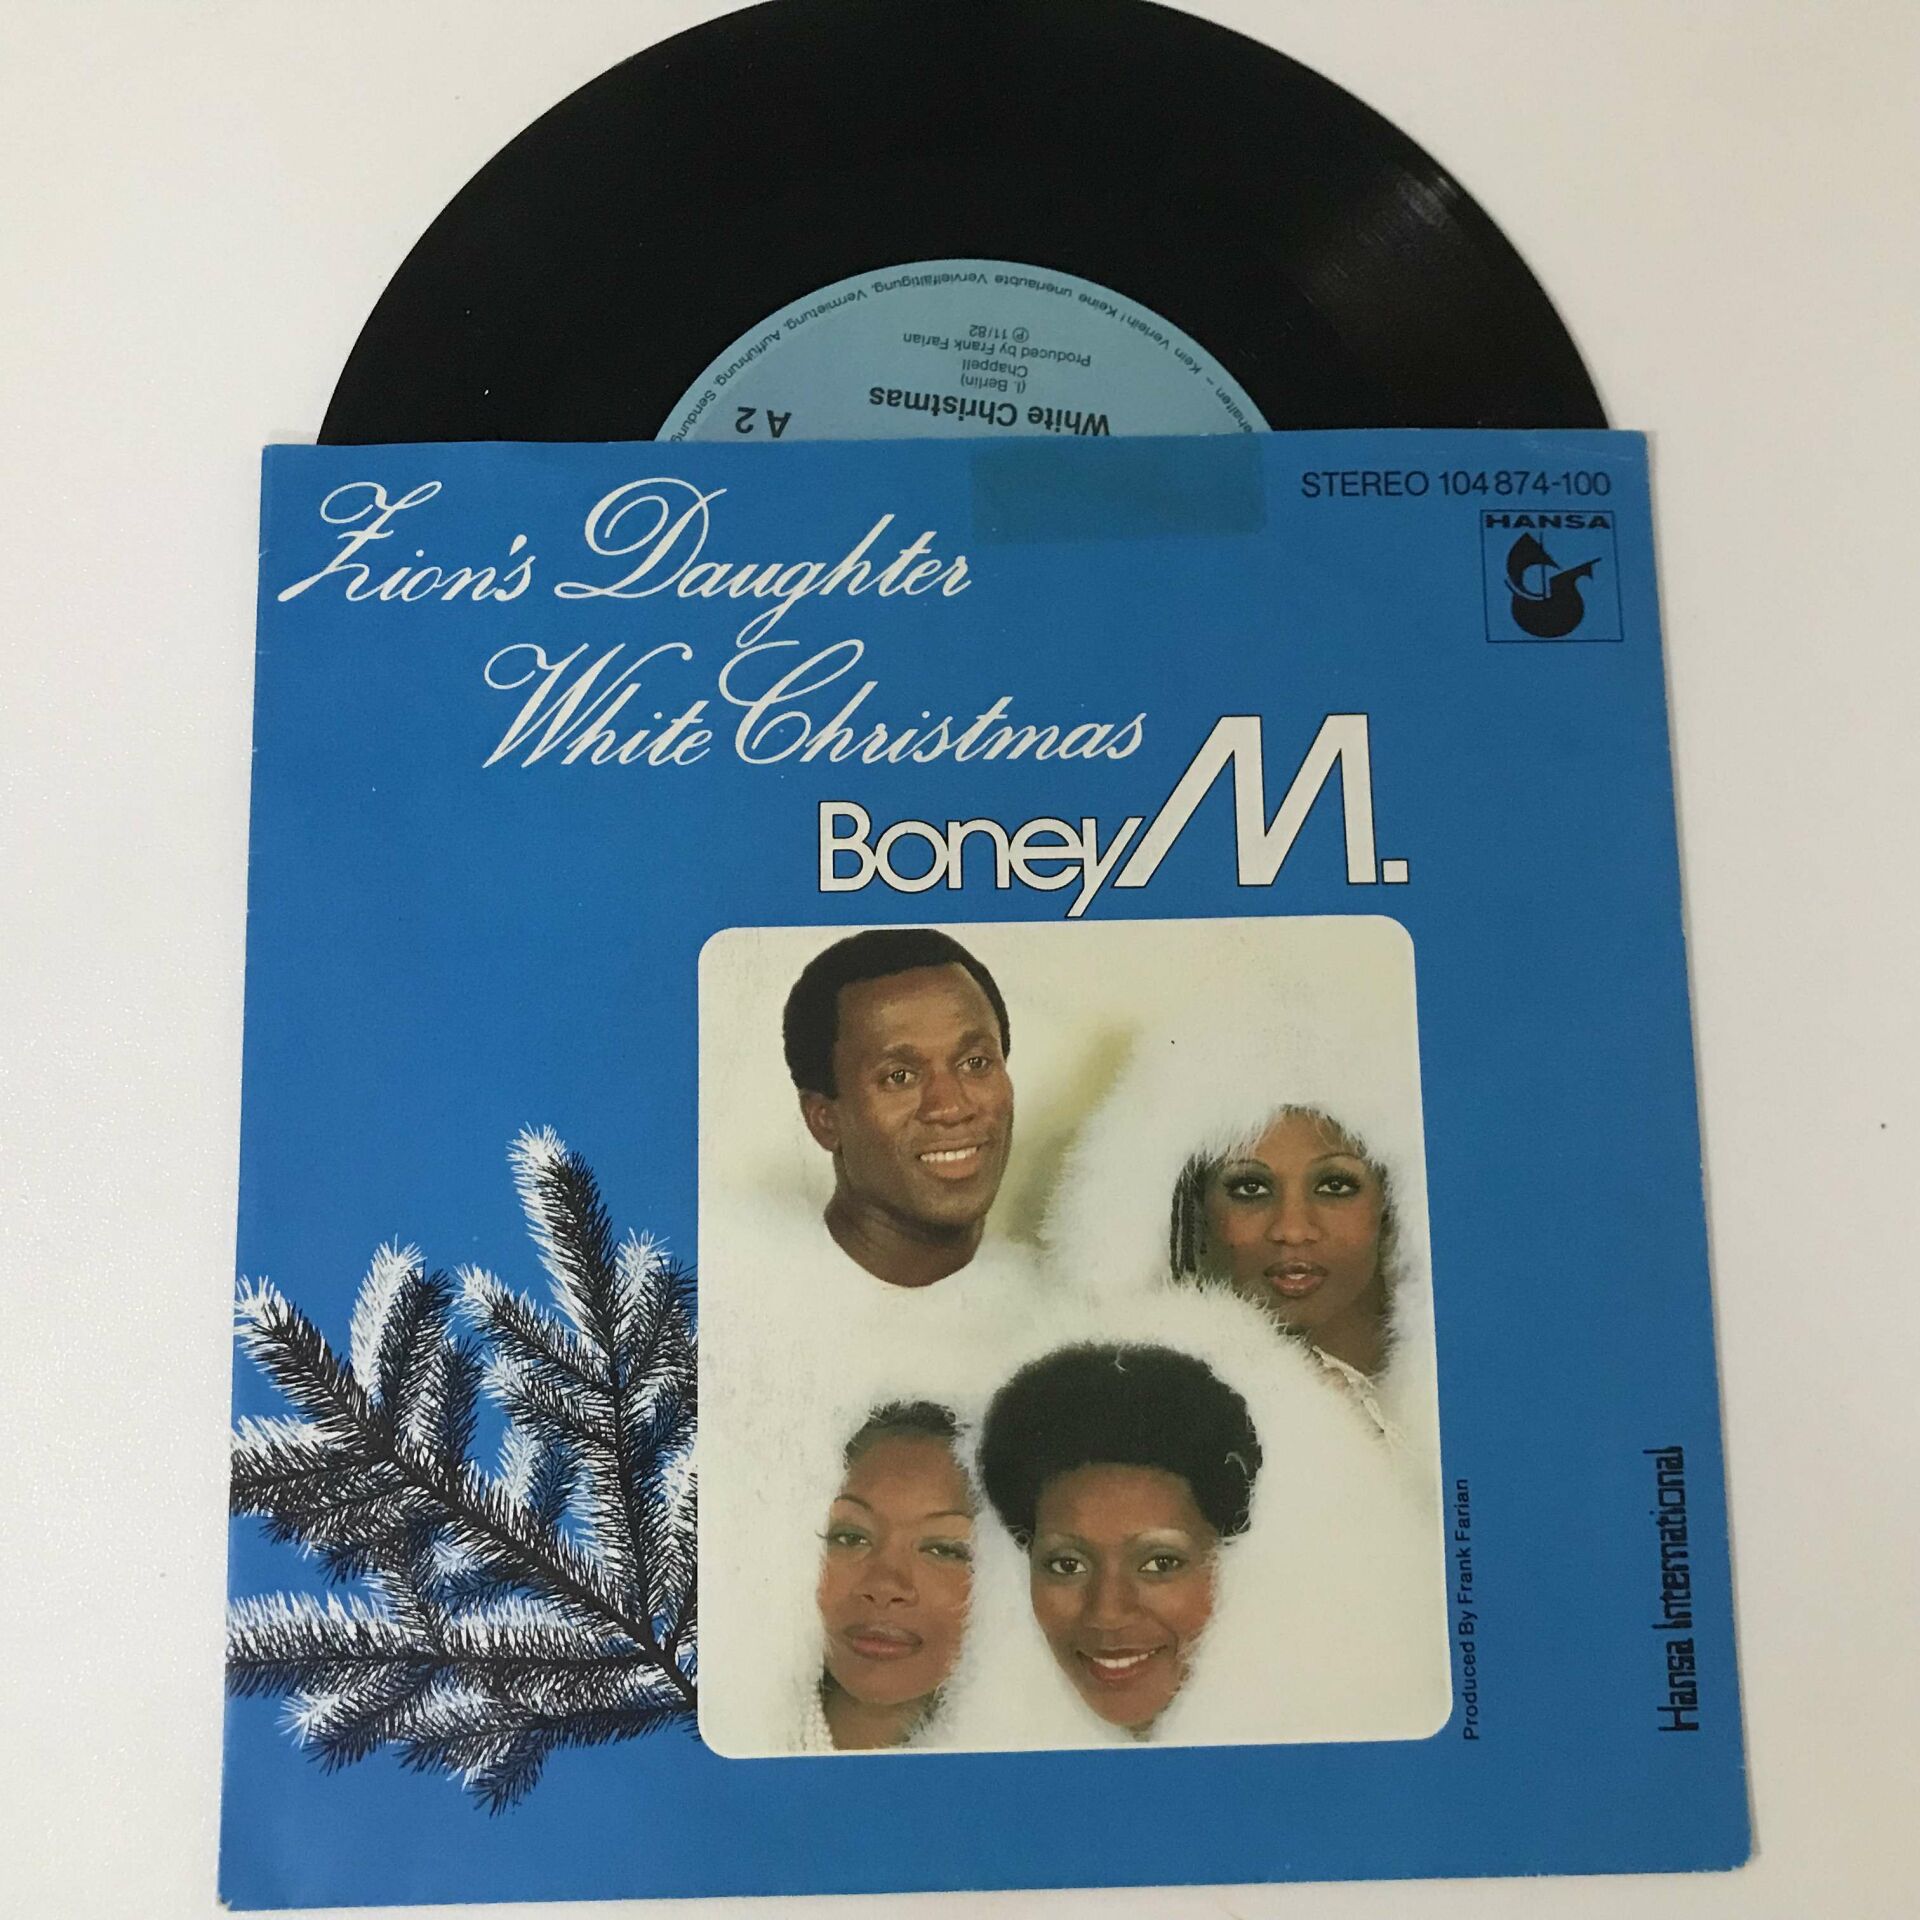 ehalten – Kein Verleih! Keine unerlaubte Vervielfältigung, Vermietung, Aufführung, Sendung
℗ 11/82
Produced by Frank Farian
Chappell
(I. Berlin)
White Christmas
A 2
STEREO 104 874-100
HANSA
Zion's Daughter
White Christmas
Boney M.
Produced By Frank Farian
Hansa International